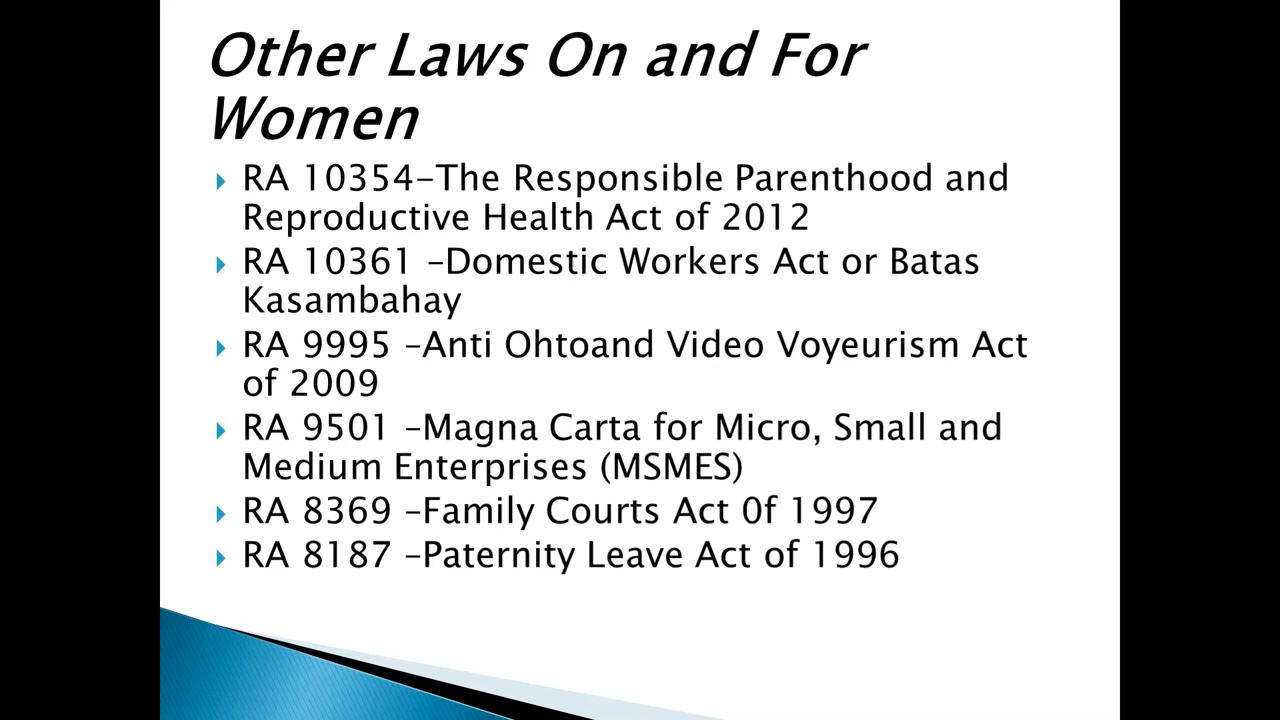 Other Laws On and For
Women
RA 10354-The Responsible Parenthood and
Reproductive Health Act of 2012
RA 10361 -Domestic Workers Act or Batas
Kasambahay
RA 9995 -Anti Ohtoand Video Voyeurism Act
of 2009
RA 9501 -Magna Carta for Micro, Small and
Medium Enterprises (MSMES)
RA 8369 -Family Courts Act 0f 1997
RA 8187 -Paternity Leave Act of 1996